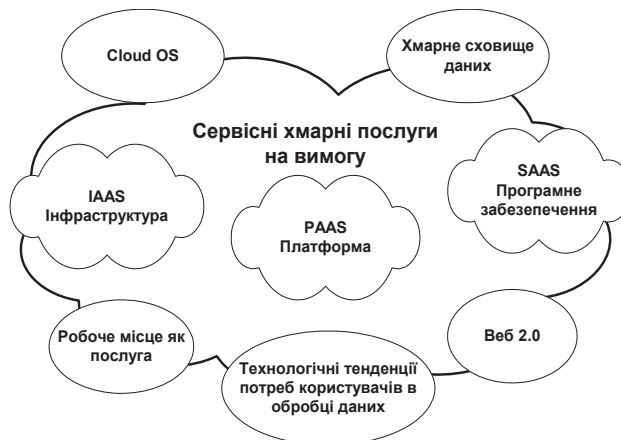 Cloud OS
Хмарне сховище
даних
Сервісні хмарні послуги
на вимогу
IAAS
Інфраструктура
PAAS
Платформа
SAAS
Програмне
забезепечення
Робоче місце як
послуга
Технологічні тенденції
потреб користувачів в
обробці даних
Веб 2.0